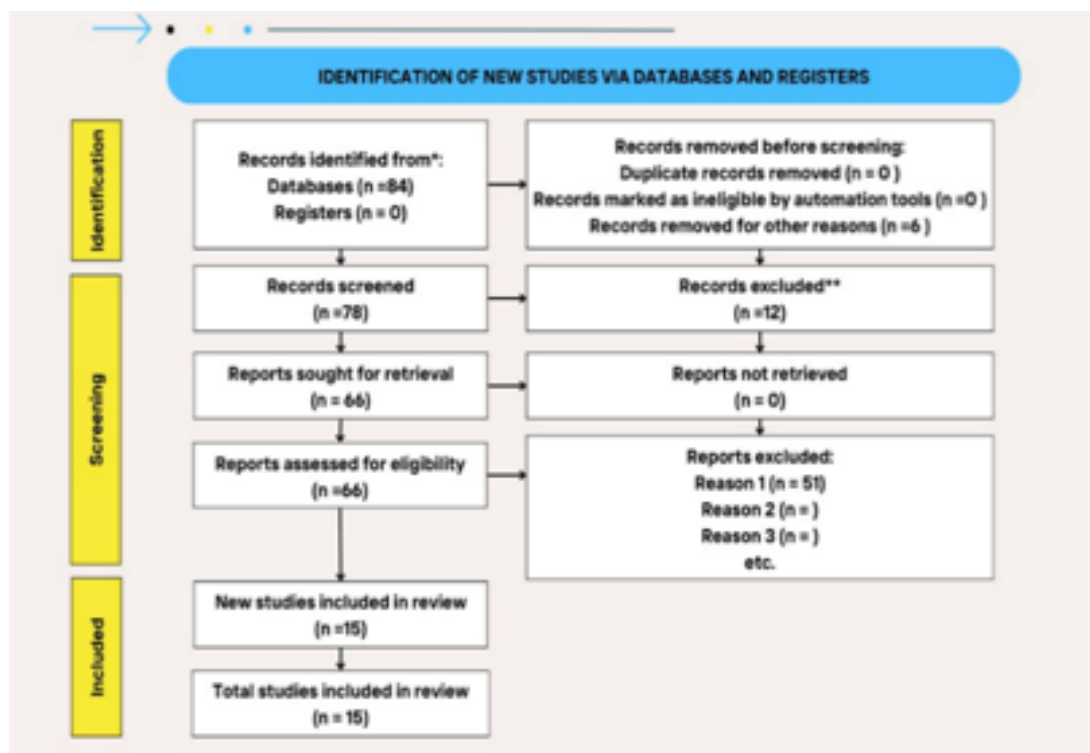 IDENTIFICATION OF NEW STUDIES VIA DATABASES AND REGISTERS
Identification
Records identified from*:
Databases (n =84)
Registers (n = 0)
Records removed before screening:
Duplicate records removed (n = 0 )
Records marked as ineligible by automation tools (n =0 )
Records removed for other reasons (n =6 )
Screening
Records screened
(n =78)
Records excluded**
(n =12)
Reports sought for retrieval
(n = 66)
Reports not retrieved
(n = 0)
Reports assessed for eligibility
(n =66)
Reports excluded:
Reason 1 (n = 51)
Reason 2 (n = )
Reason 3 (n = )
etc.
Included
New studies included in review
(n =15)
Total studies included in review
(n = 15)